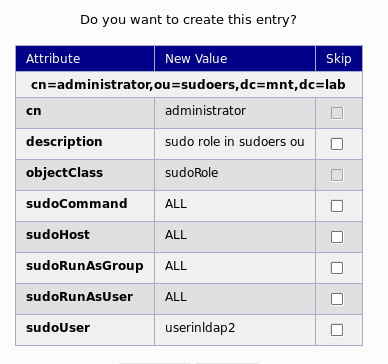 Do you want to create this entry?
Attribute New Value Skip
cn=administrator,ou=sudoers,dc=mnt,dc=lab
cn administrator
description sudo role in sudoers ou
objectClass sudoRole
sudoCommand ALL
sudoHost ALL
sudoRunAsGroup ALL
sudoRunAsUser ALL
sudoUser userinldap2